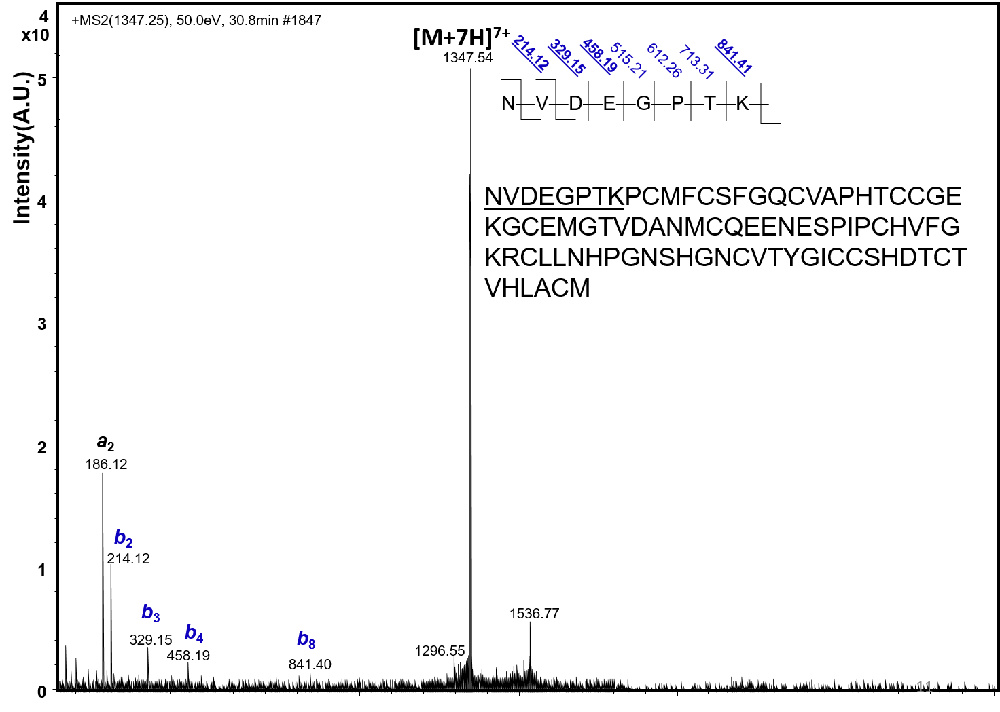 4
x10
+MS2(1347.25), 50.0eV, 30.8min #1847
[M+7H]7+
1347.54
214.12 329.15 458.19 515.21 612.26 713.31 841.41
N V D E G P T K
NVDEGPTKPCMFCSFGQCVAPHTCCGE
KGCEMGTVDANMCQEENESPIPCHVFG
KRCLLNHPGNSHGNCVTYGICCSHDTCT
VHLACM
Intensity(A.U.)
5
4
3
2
1
0
a2
186.12
b2
214.12
b3
329.15
b4
458.19
b8
841.40
1296.55
1536.77
11